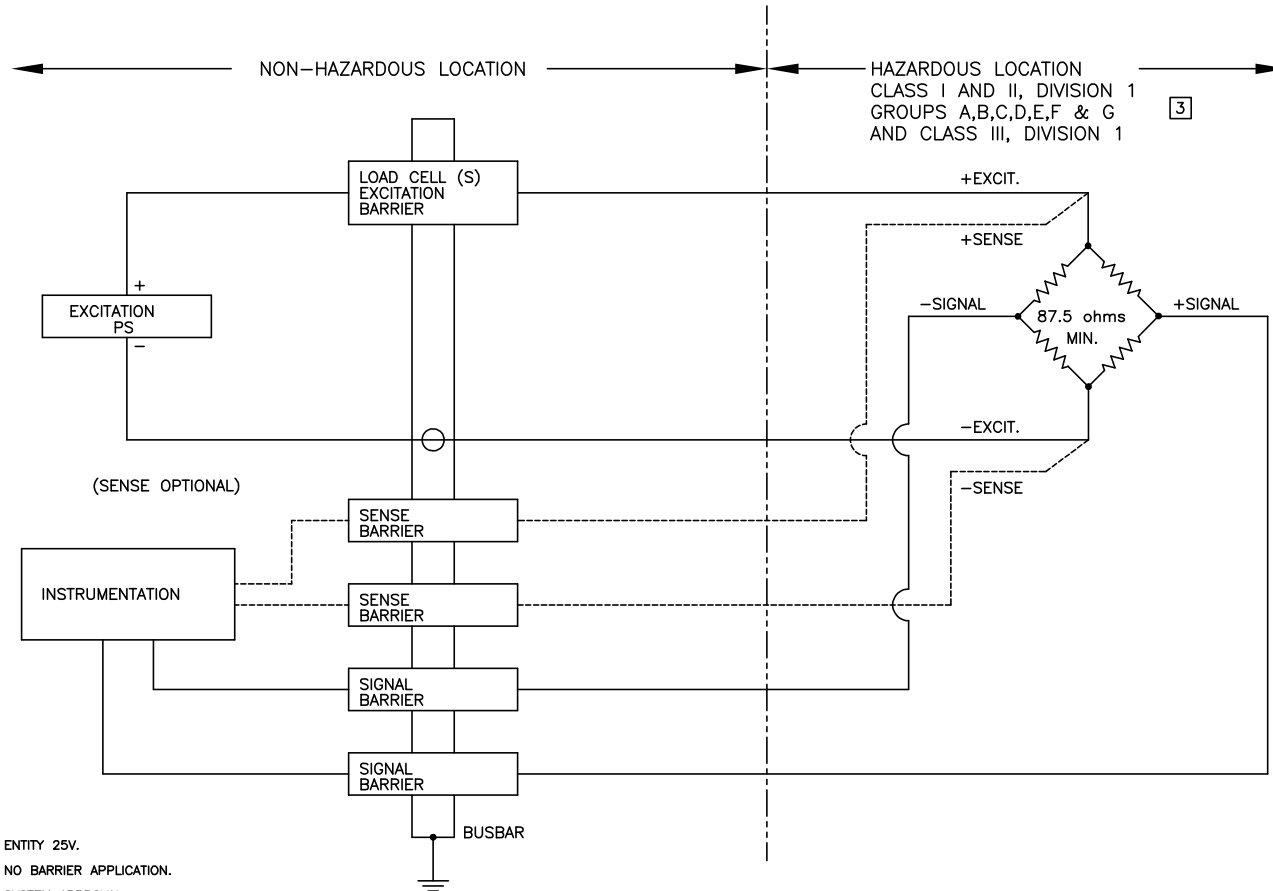 NON-HAZARDOUS LOCATION
HAZARDOUS LOCATION
CLASS I AND II, DIVISION 1
GROUPS A,B,C,D,E,F & G
AND CLASS III, DIVISION 1
3
LOAD CELL (S)
EXCITATION
BARRIER
+EXCIT.
+SENSE
+
EXCITATION
PS
−
−SIGNAL
87.5 ohms
MIN.
+SIGNAL
−EXCIT.
−SENSE
(SENSE OPTIONAL)
SENSE
BARRIER
INSTRUMENTATION
SENSE
BARRIER
SIGNAL
BARRIER
SIGNAL
BARRIER
BUSBAR
ENTITY 25V.
NO BARRIER APPLICATION.